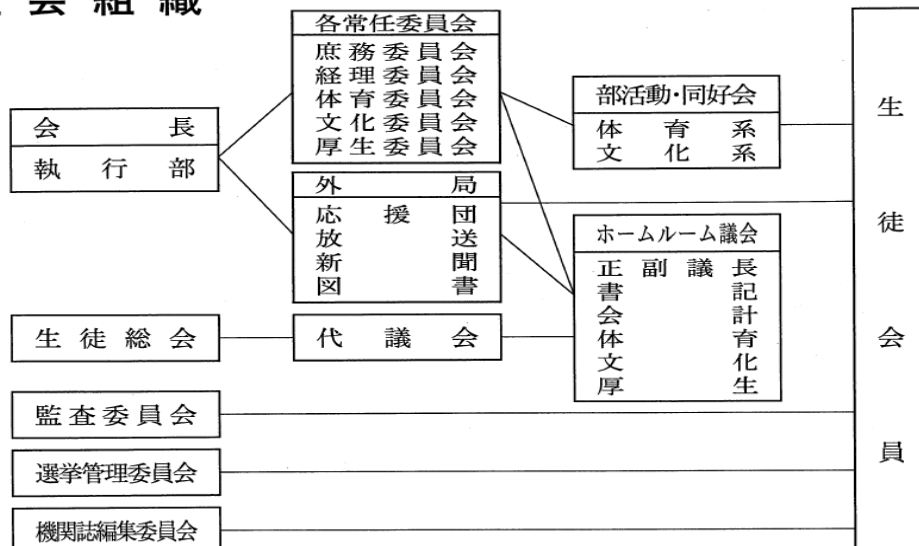 会組織
会長
執行部
各常任委員会
庶務委員会
経理委員会
体育委員会
文化委員会
厚生委員会
外局
応援団
放送
新聞
図書
部活動・同好会
体育系
文化系
ホームルーム議会
正副議長
書記
会計
体育
文化
厚生
生徒総会
代議会
監査委員会
選挙管理委員会
機関誌編集委員会
生徒会員